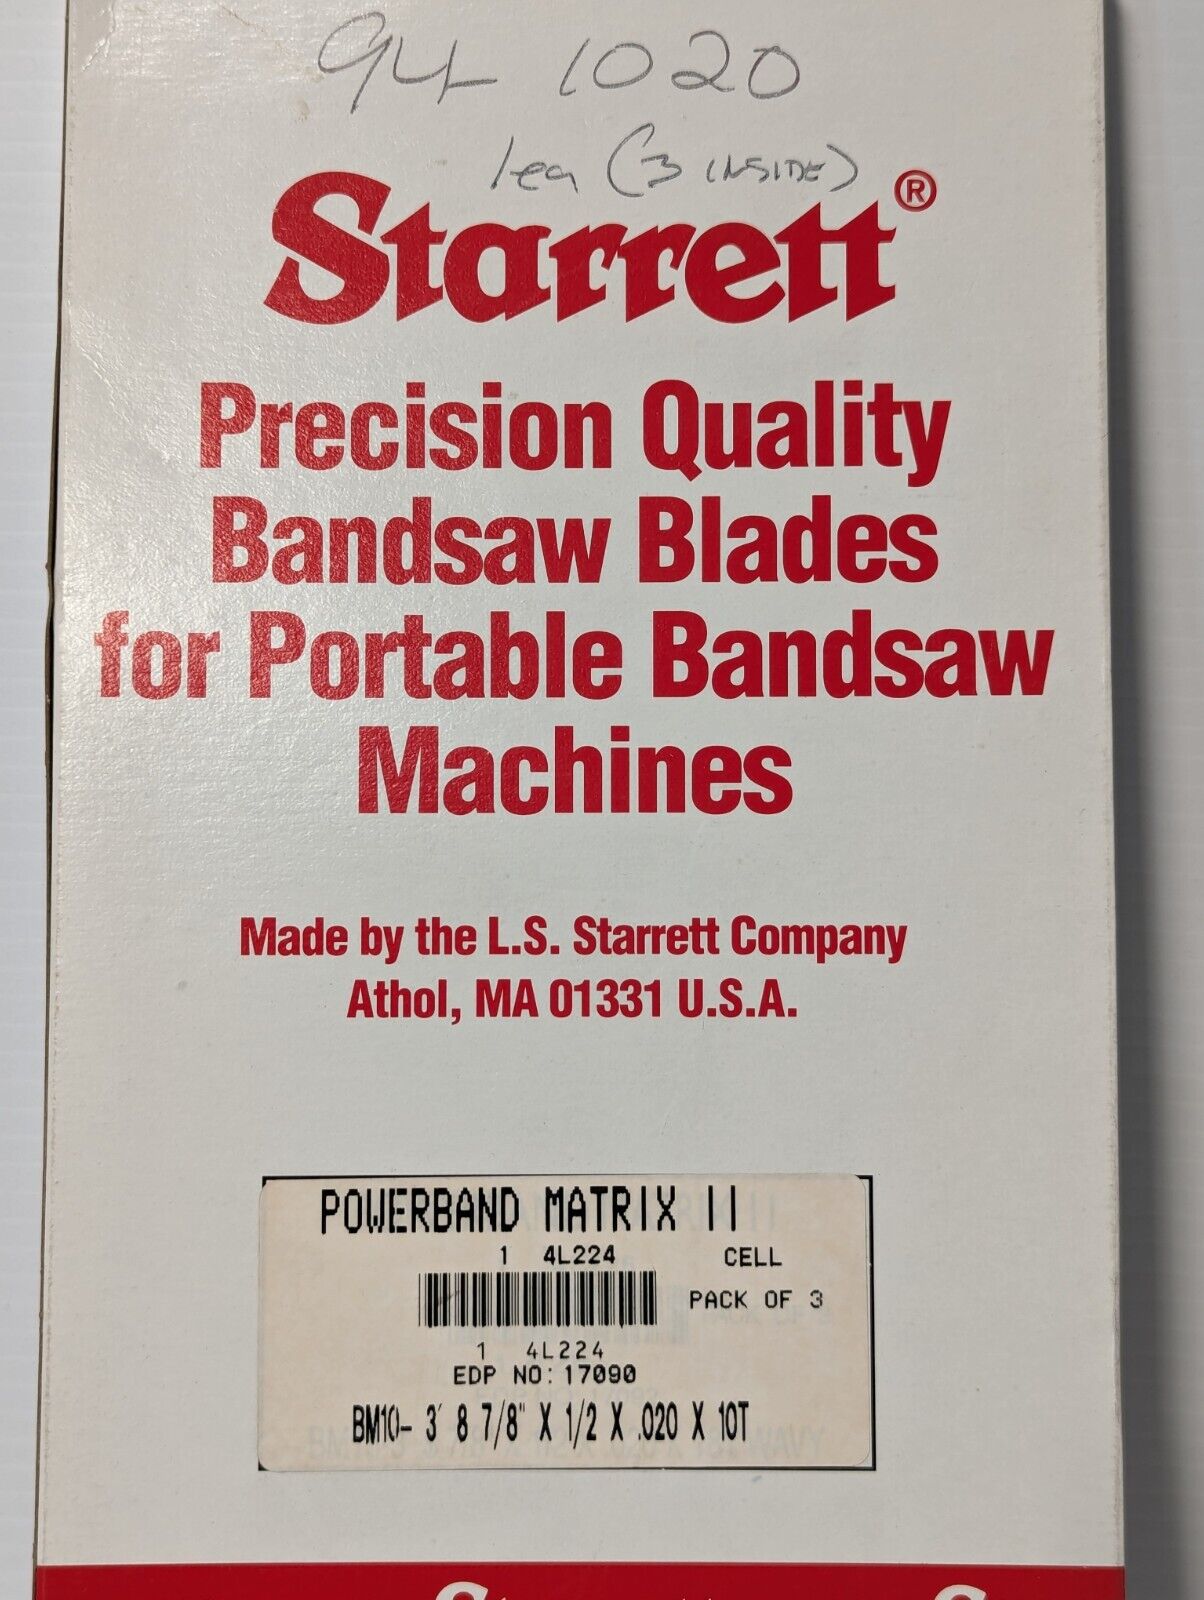 94 1020
1ea (3 INSIDE)
Starrett®
Precision Quality
Bandsaw Blades
for Portable Bandsaw
Machines
Made by the L.S. Starrett Company
Athol, MA 01331 U.S.A.
POWERBAND MATRIX II
1 4L224 CELL
PACK OF 3
1 4L224
EDP NO: 17090
BM10- 3' 8 7/8" X 1/2 X .020 X 10T